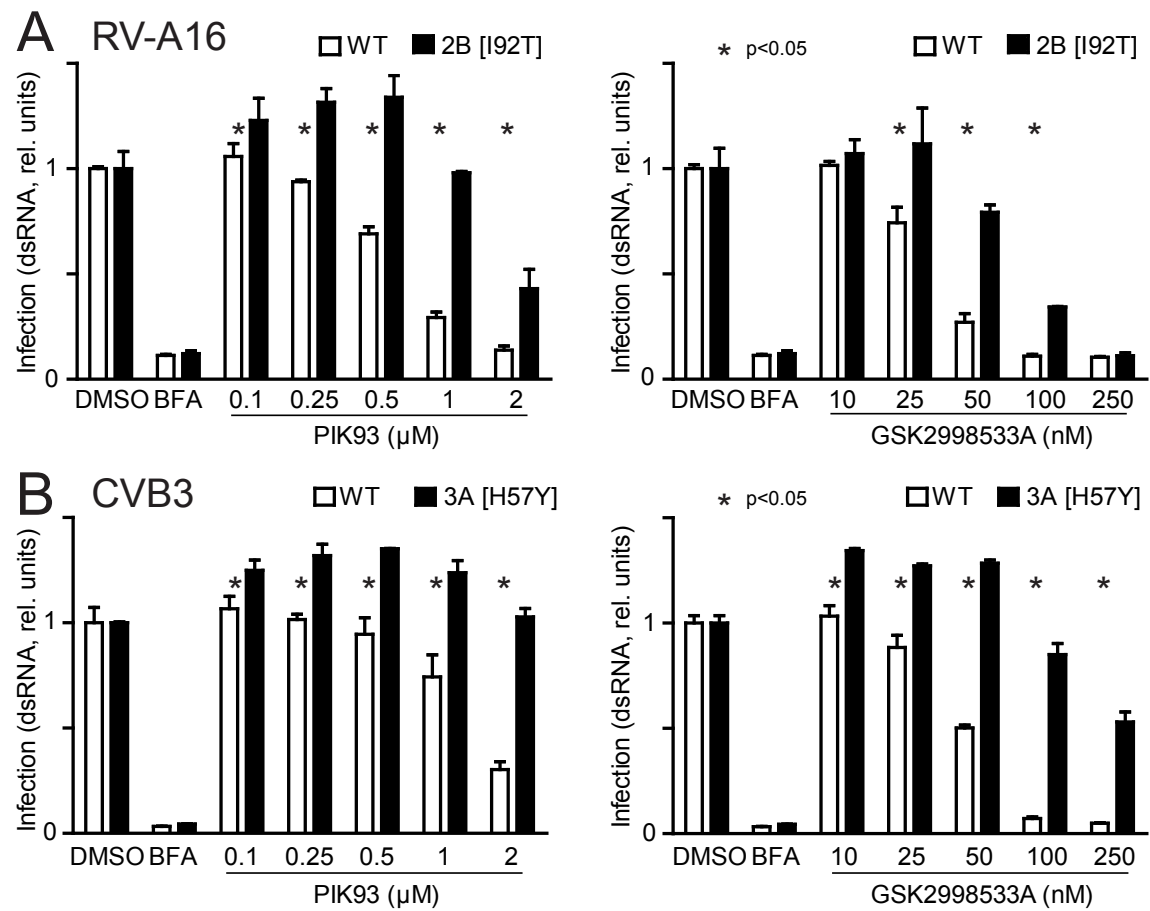 A RV-A16
WT 2B [I92T]
Infection (dsRNA, rel. units)
1
0
* * * * *
DMSO BFA 0.1 0.25 0.5 1 2
PIK93 (µM)
* p<0.05 WT 2B [I92T]
Infection (dsRNA, rel. units)
1
0
* * *
DMSO BFA 10 25 50 100 250
GSK2998533A (nM)
B CVB3
WT 3A [H57Y]
Infection (dsRNA, rel. units)
1
0
* * * * *
DMSO BFA 0.1 0.25 0.5 1 2
PIK93 (µM)
* p<0.05 WT 3A [H57Y]
Infection (dsRNA, rel. units)
1
0
* * * * *
DMSO BFA 10 25 50 100 250
GSK2998533A (nM)